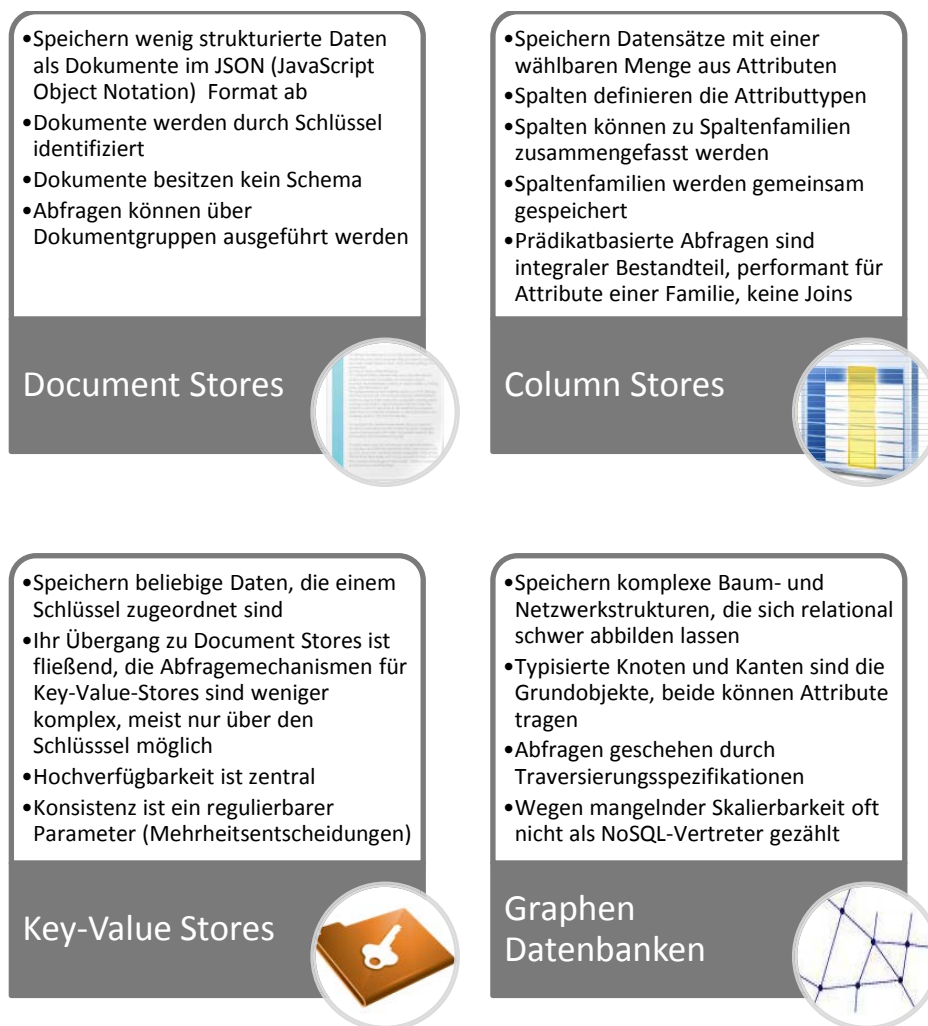 •Speichern wenig strukturierte Daten
als Dokumente im JSON (JavaScript
Object Notation) Format ab
•Dokumente werden durch Schlüssel
identifiziert
•Dokumente besitzen kein Schema
•Abfragen können über
Dokumentgruppen ausgeführt werden
Document Stores
•Speichern Datensätze mit einer
wählbaren Menge aus Attributen
•Spalten definieren die Attributtypen
•Spalten können zu Spaltenfamilien
zusammengefasst werden
•Spaltenfamilien werden gemeinsam
gespeichert
•Prädikatbasierte Abfragen sind
integraler Bestandteil, performant für
Attribute einer Familie, keine Joins
Column Stores
•Speichern beliebige Daten, die einem
Schlüssel zugeordnet sind
•Ihr Übergang zu Document Stores ist
fließend, die Abfragemechanismen für
Key-Value-Stores sind weniger
komplex, meist nur über den
Schlüsssel möglich
•Hochverfügbarkeit ist zentral
•Konsistenz ist ein regulierbarer
Parameter (Mehrheitsentscheidungen)
Key-Value Stores
•Speichern komplexe Baum- und
Netzwerkstrukturen, die sich relational
schwer abbilden lassen
•Typisierte Knoten und Kanten sind die
Grundobjekte, beide können Attribute
tragen
•Abfragen geschehen durch
Traversierungsspezifikationen
•Wegen mangelnder Skalierbarkeit oft
nicht als NoSQL-Vertreter gezählt
Graphen
Datenbanken